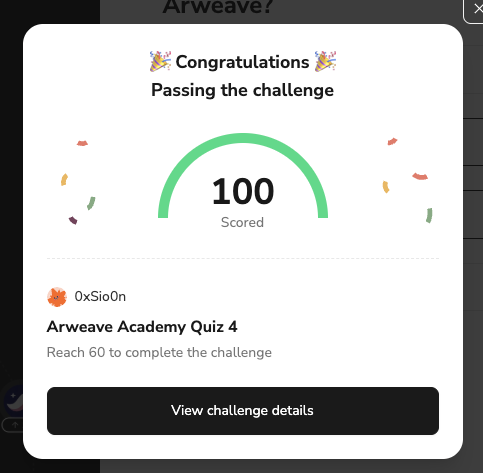 Arweave?
🎉 Congratulations 🎉
Passing the challenge
100
Scored
0xSio0n
Arweave Academy Quiz 4
Reach 60 to complete the challenge
View challenge details